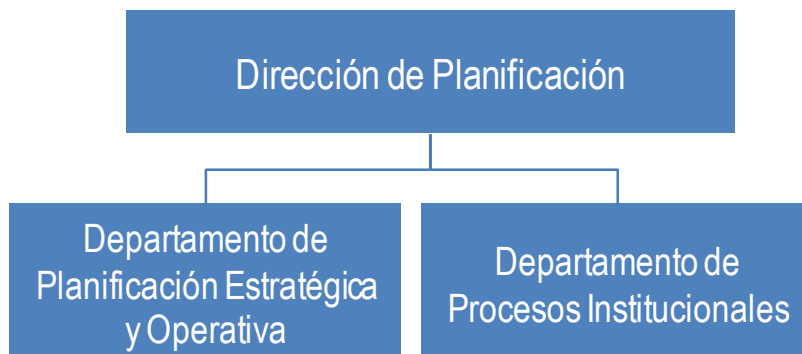 Dirección de Planificación
Departamento de
Planificación Estratégica
y Operativa
Departamento de
Procesos Institucionales